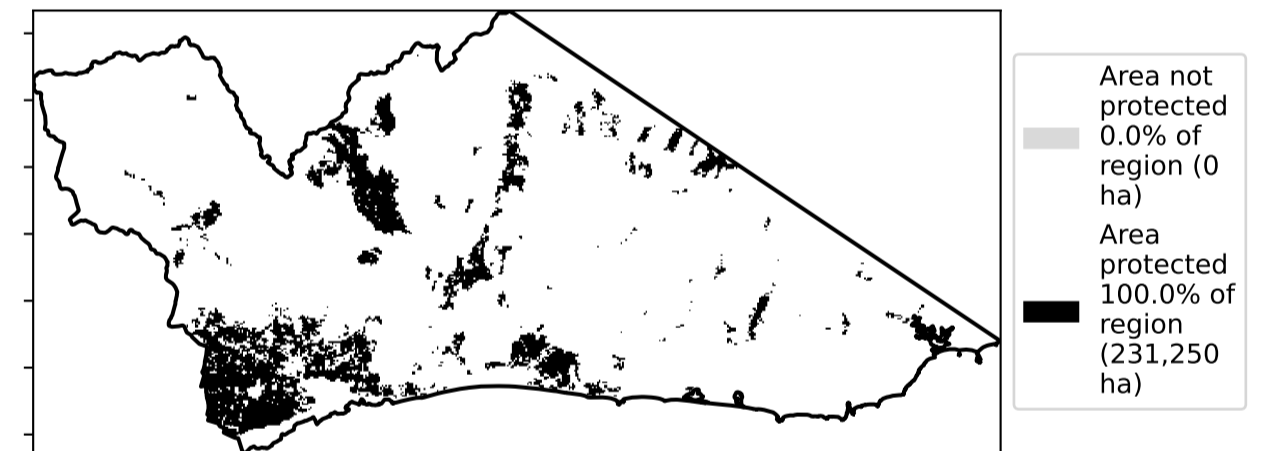 Area not
protected
0.0% of
region (0
ha)
Area
protected
100.0% of
region
(231,250
ha)